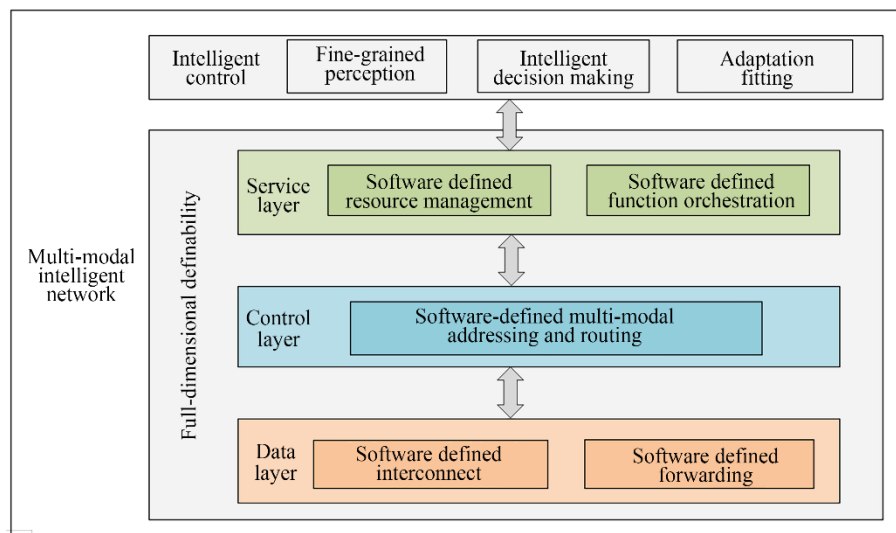 Intelligent
control
Fine-grained
perception
Intelligent
decision making
Adaptation
fitting
Multi-modal
intelligent
network
Full-dimensional definability
Service
layer
Software defined
resource management
Software defined
function orchestration
Control
layer
Software-defined multi-modal
addressing and routing
Data
layer
Software defined
interconnect
Software defined
forwarding